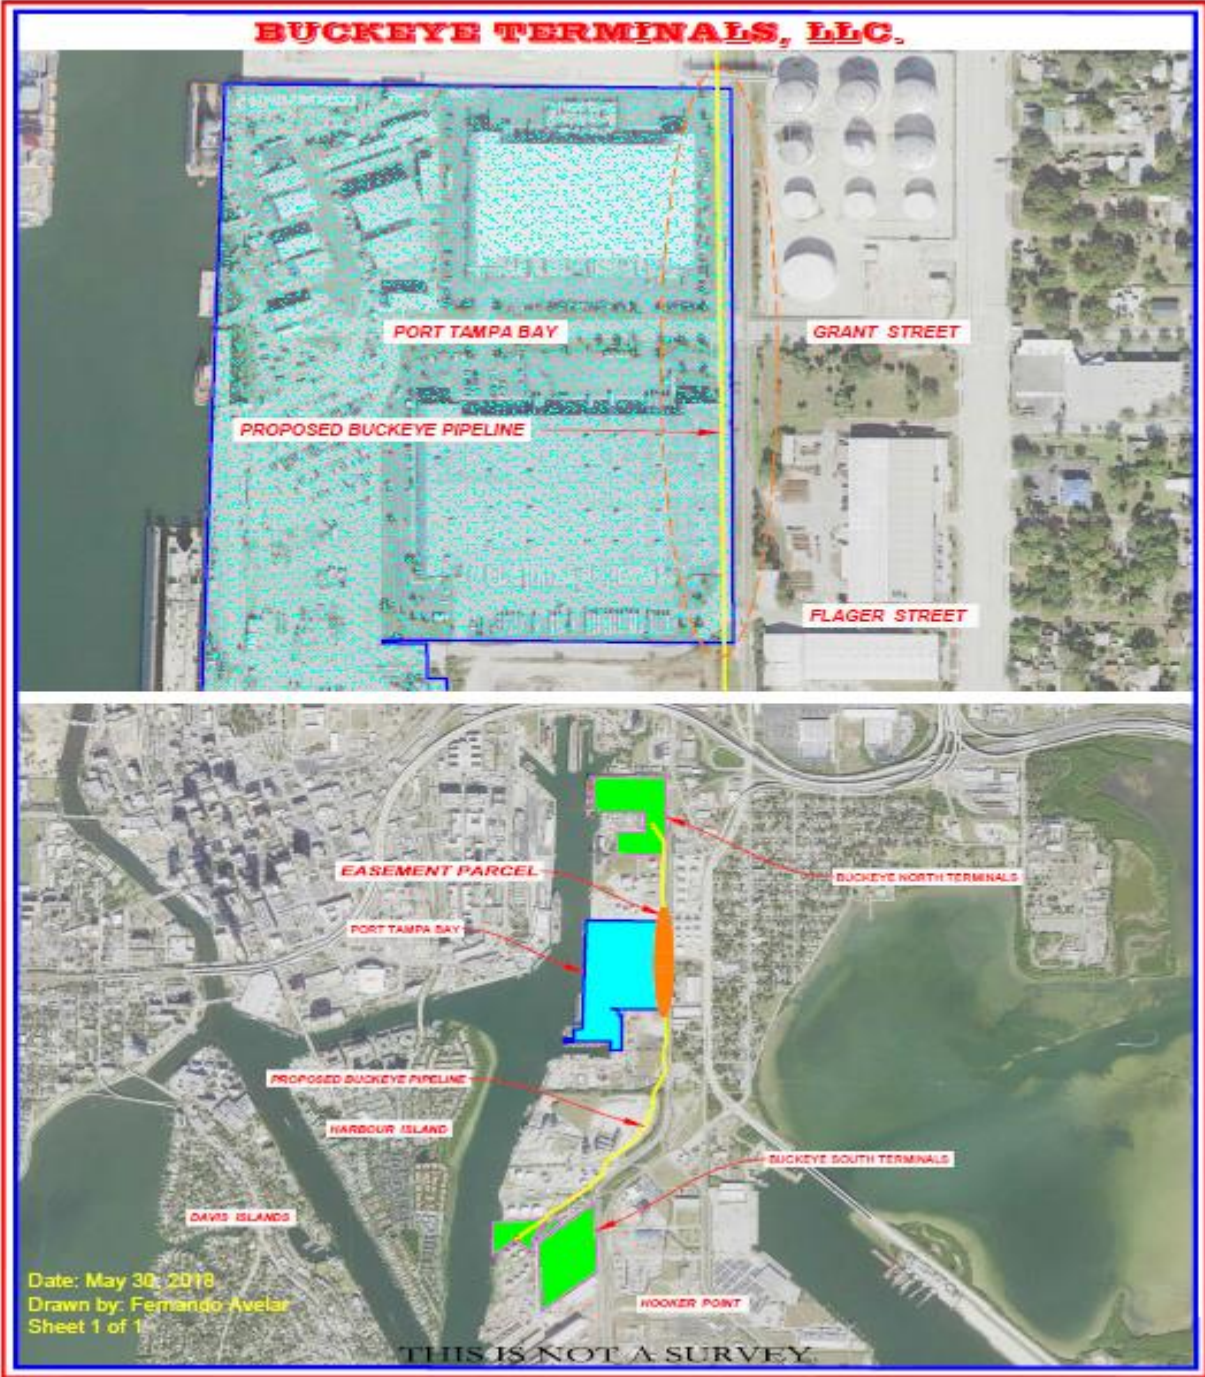 BUCKEYE TERMINALS, LLC.
PORT TAMPA BAY
GRANT STREET
PROPOSED BUCKEYE PIPELINE
FLAGER STREET
EASEMENT PARCEL
BUCKEYE NORTH TERMINALS
PORT TAMPA BAY
PROPOSED BUCKEYE PIPELINE
HARBOUR ISLAND
BUCKEYE SOUTH TERMINALS
DAVIS ISLANDS
Date: May 30, 2018
Drawn by: Fernando Avelar
Sheet 1 of 1
HOOKER POINT
THIS IS NOT A SURVEY.